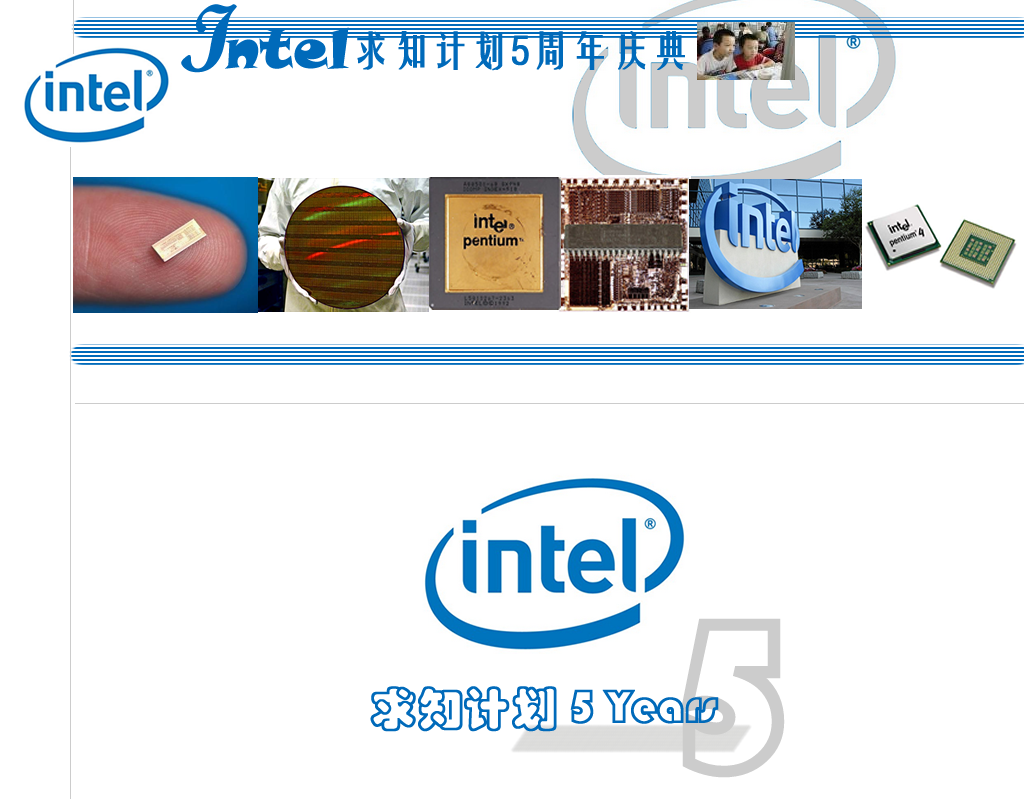 Intel求知计划5周年庆典
intel®
intel®
intel®
pentium™
intel
intel
pentium 4
intel®
5
求知计划 5 Years